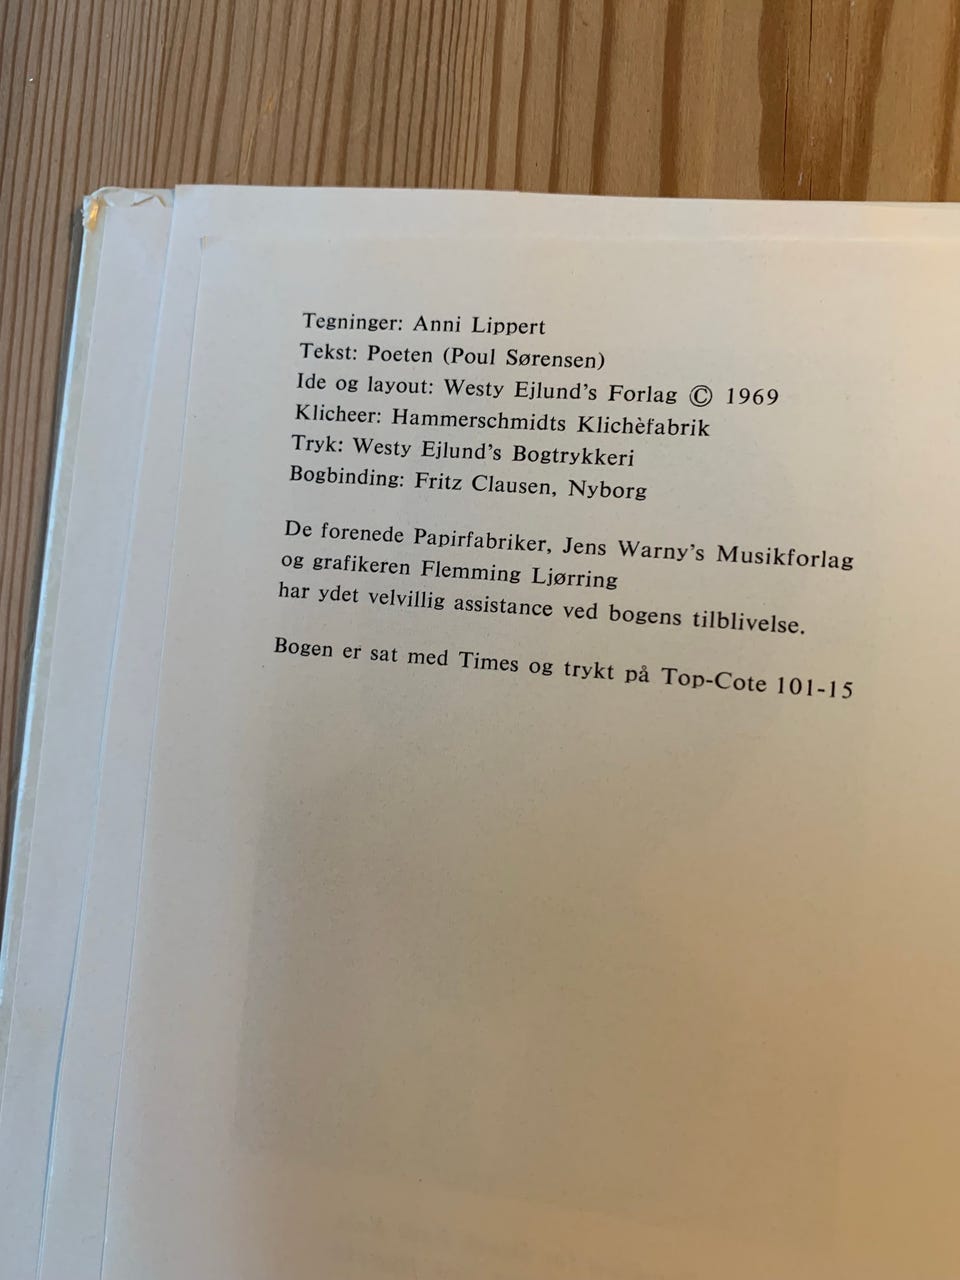 Tegninger: Anni Lippert
Tekst: Poeten (Poul Sørensen)
Ide og layout: Westy Ejlund's Forlag © 1969
Klicheer: Hammerschmidts Klichèfabrik
Tryk: Westy Ejlund's Bogtrykkeri
Bogbinding: Fritz Clausen, Nyborg
De forenede Papirfabriker, Jens Warny's Musikforlag
og grafikeren Flemming Ljørring
har ydet velvillig assistance ved bogens tilblivelse.
Bogen er sat med Times og trykt på Top-Cote 101-15